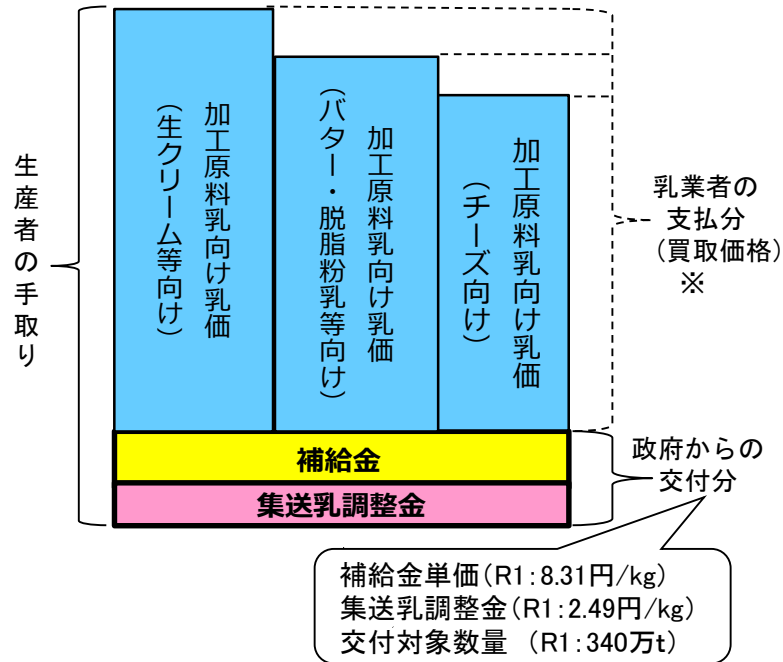 生産者の手取り
加工原料乳向け乳価
（生クリーム等向け）
加工原料乳向け乳価
（バター・脱脂粉乳等向け）
加工原料乳向け乳価
（チーズ向け）
乳業者の
支払分
（買取価格）
※
補給金
集送乳調整金
政府からの
交付分
補給金単価（R1：8.31円/kg）
集送乳調整金（R1：2.49円/kg）
交付対象数量　（R1：340万t）